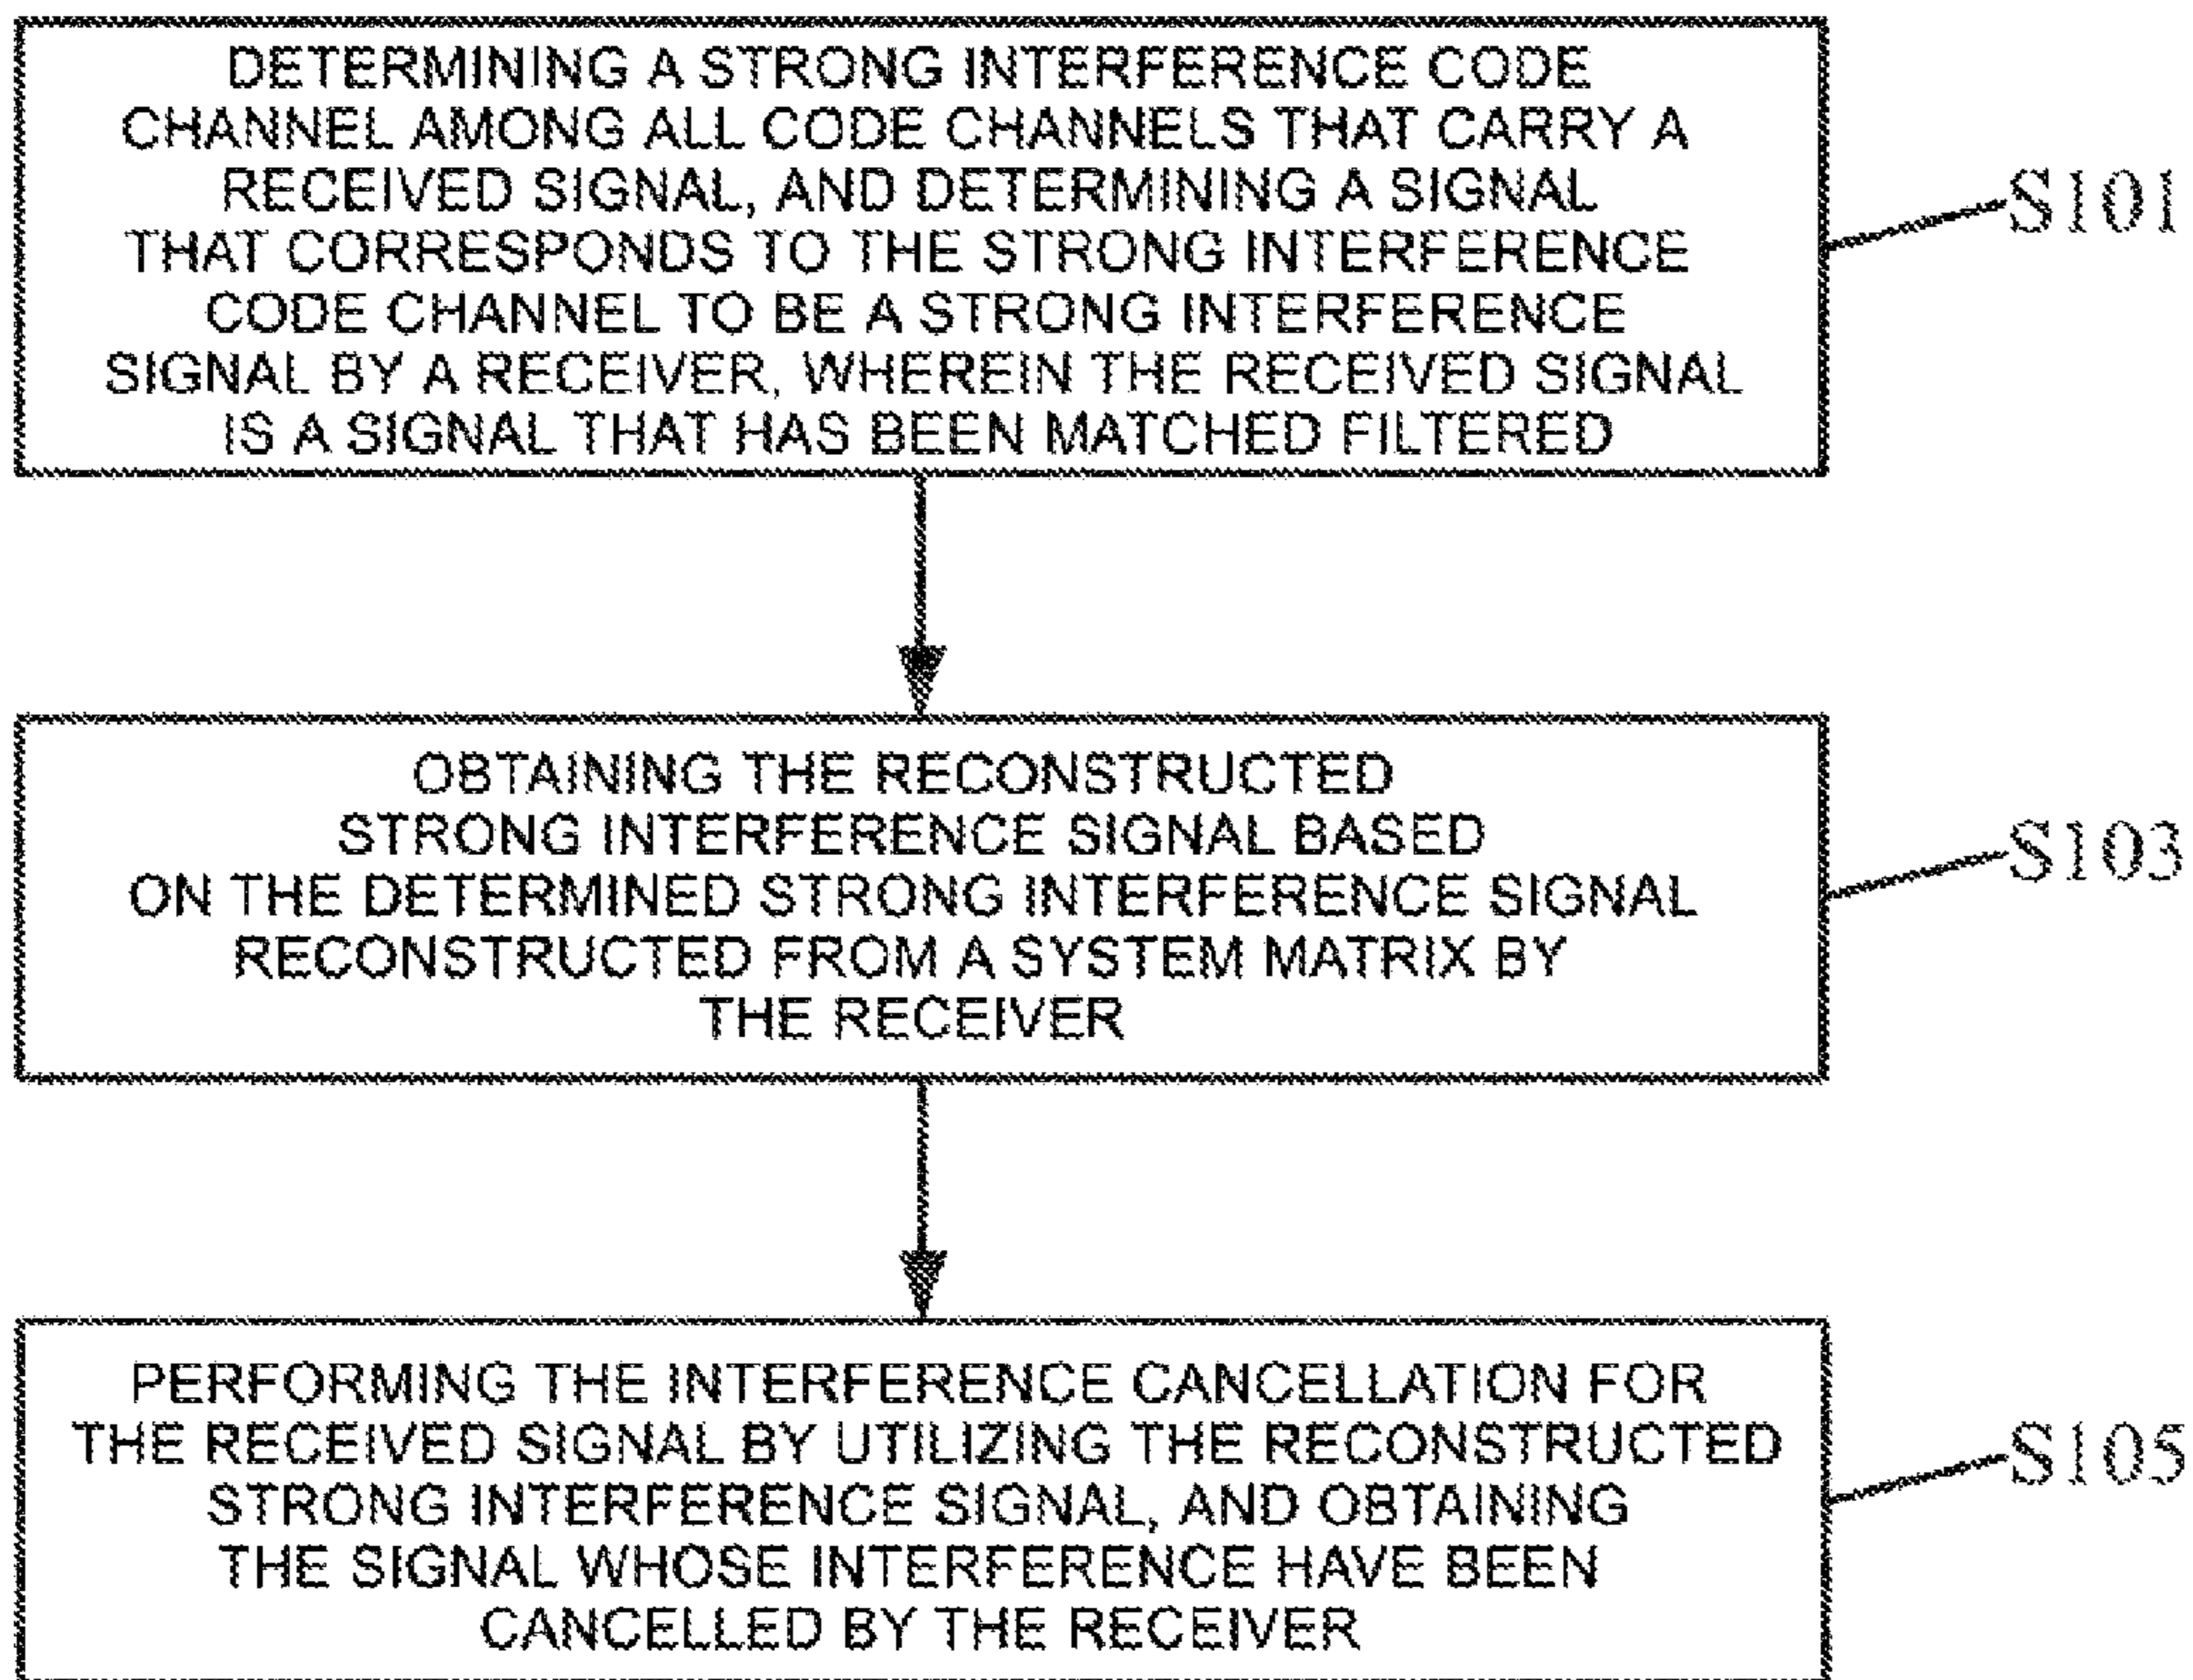 DETERMINING A STRONG INTERFERENCE CODE
CHANNEL AMONG ALL CODE CHANNELS THAT CARRY A
RECEIVED SIGNAL, AND DETERMINING A SIGNAL
THAT CORRESPONDS TO THE STRONG INTERFERENCE
CODE CHANNEL TO BE A STRONG INTERFERENCE
SIGNAL BY A RECEIVER, WHEREIN THE RECEIVED SIGNAL
IS A SIGNAL THAT HAS BEEN MATCHED FILTERED
S101
OBTAINING THE RECONSTRUCTED
STRONG INTERFERENCE SIGNAL BASED
ON THE DETERMINED STRONG INTERFERENCE SIGNAL
RECONSTRUCTED FROM A SYSTEM MATRIX BY
THE RECEIVER
S103
PERFORMING THE INTERFERENCE CANCELLATION FOR
THE RECEIVED SIGNAL BY UTILIZING THE RECONSTRUCTED
STRONG INTERFERENCE SIGNAL, AND OBTAINING
THE SIGNAL WHOSE INTERFERENCE HAVE BEEN
CANCELLED BY THE RECEIVER
S105